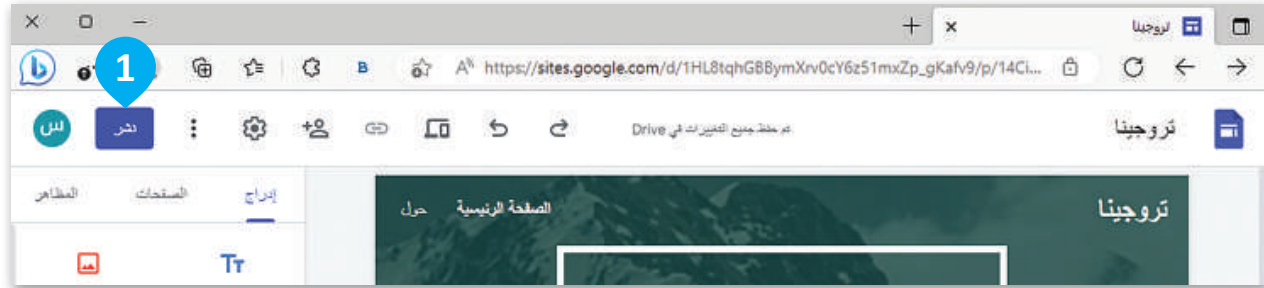 تروجينا
https://sites.google.com/d/1HL8tqhGBBymXrv0cY6z51mxZp_gKafv9/p/14Ci...
1
تروجينا
تم حفظ جميع التغييرات في Drive
نشر
س
إدراج
الصفحات
المظاهر
تروجينا
الصفحة الرئيسية
حول